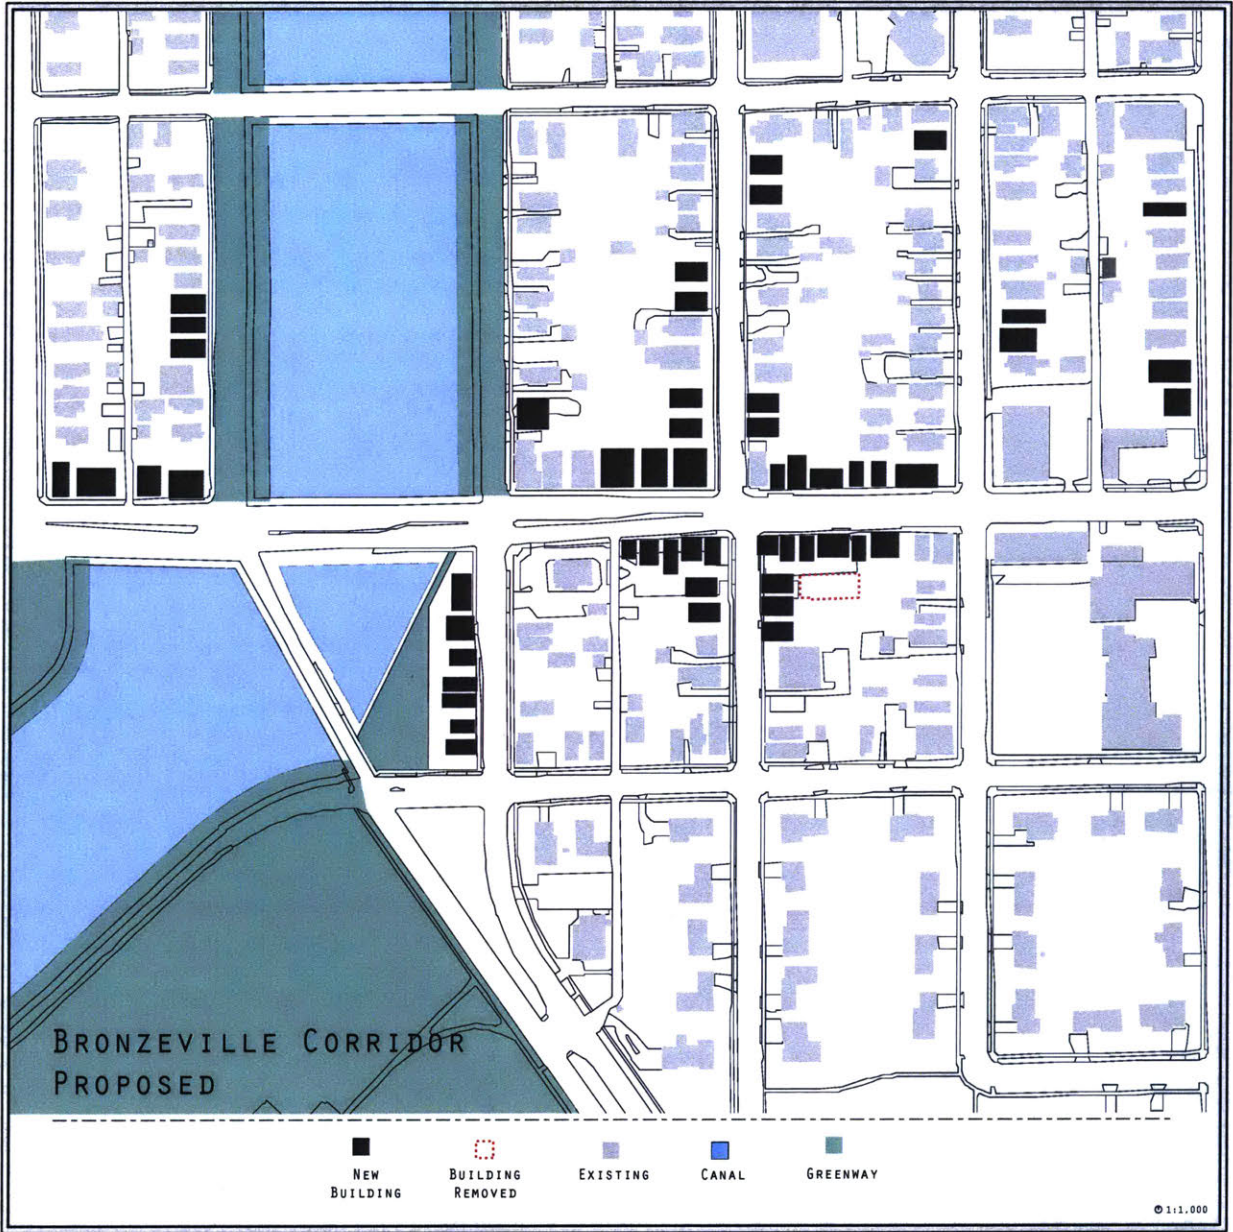 BRONZEVILLE CORRIDOR
PROPOSED
NEW
BUILDING
BUILDING
REMOVED
EXISTING
CANAL
GREENWAY
1:1,000